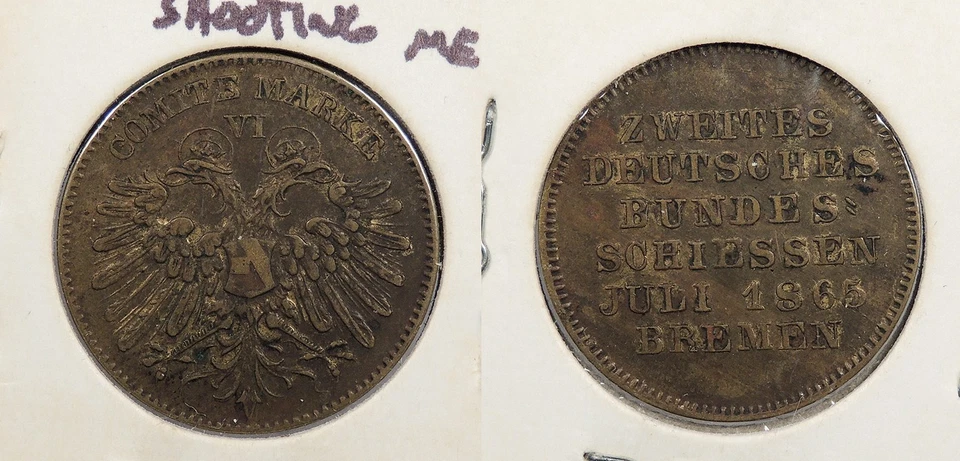 SHOOTING ME
COMITE MARKE
VI
A
V
ZWEITES
DEUTSCHES
BUNDES-
SCHIESSEN
JULI 1865
BREMEN